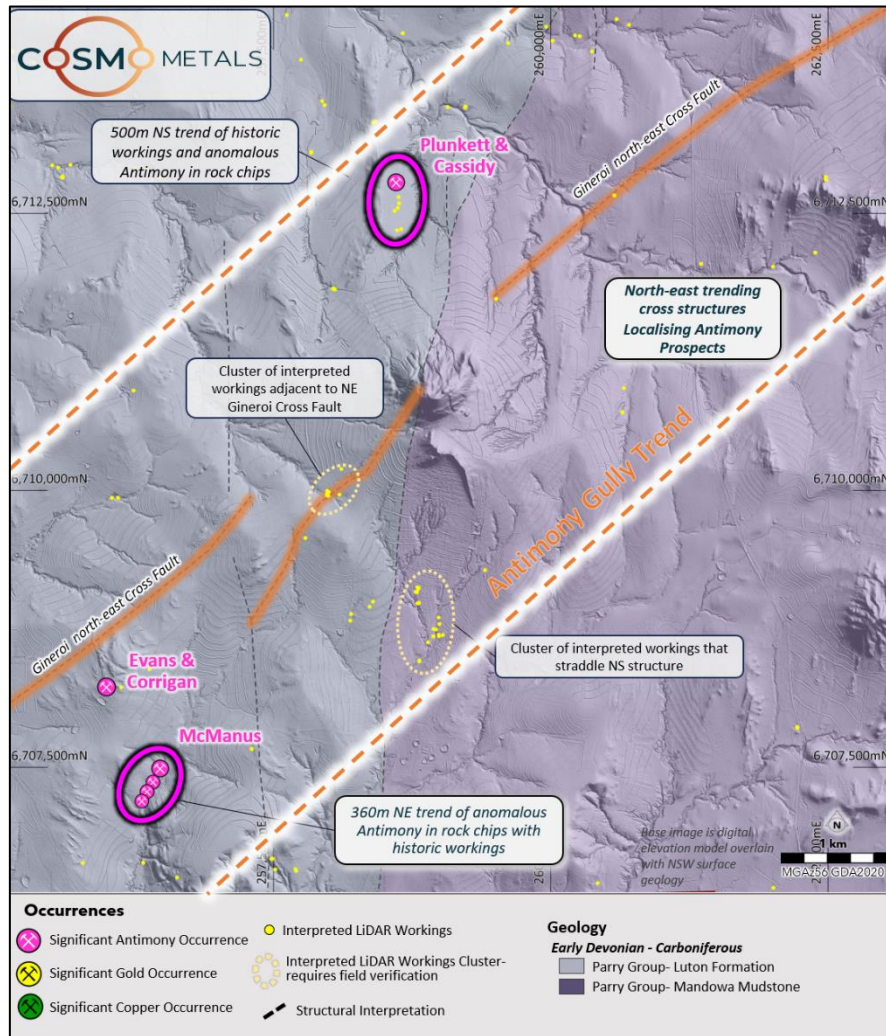 COSMO METALS
260,000mE
262,500mE
500m NS trend of historic
workings and anomalous
Antimony in rock chips
Plunkett &
Cassidy
Gineroi north-east Cross Fault
6,712,500mN
6,712,500mN
North-east trending
cross structures
Localising Antimony
Prospects
Cluster of interpreted
workings adjacent to NE
Gineroi Cross Fault
6,710,000mN
6,710,000mN
Antimony Gully Trend
Gineroi north-east Cross Fault
Cluster of interpreted workings that
straddle NS structure
Evans &
Corrigan
McManus
6,707,500mN
6,707,500mN
360m NE trend of anomalous
Antimony in rock chips with
historic workings
Base image is digital
elevation model overlain
with NSW surface
geology
N
1 km
MGAz56 GDA2020
Occurrences
Significant Antimony Occurrence
Significant Gold Occurrence
Significant Copper Occurrence
Interpreted LiDAR Workings
Interpreted LiDAR Workings Cluster-
requires field verification
Structural Interpretation
Geology
Early Devonian - Carboniferous
Parry Group- Luton Formation
Parry Group- Mandowa Mudstone